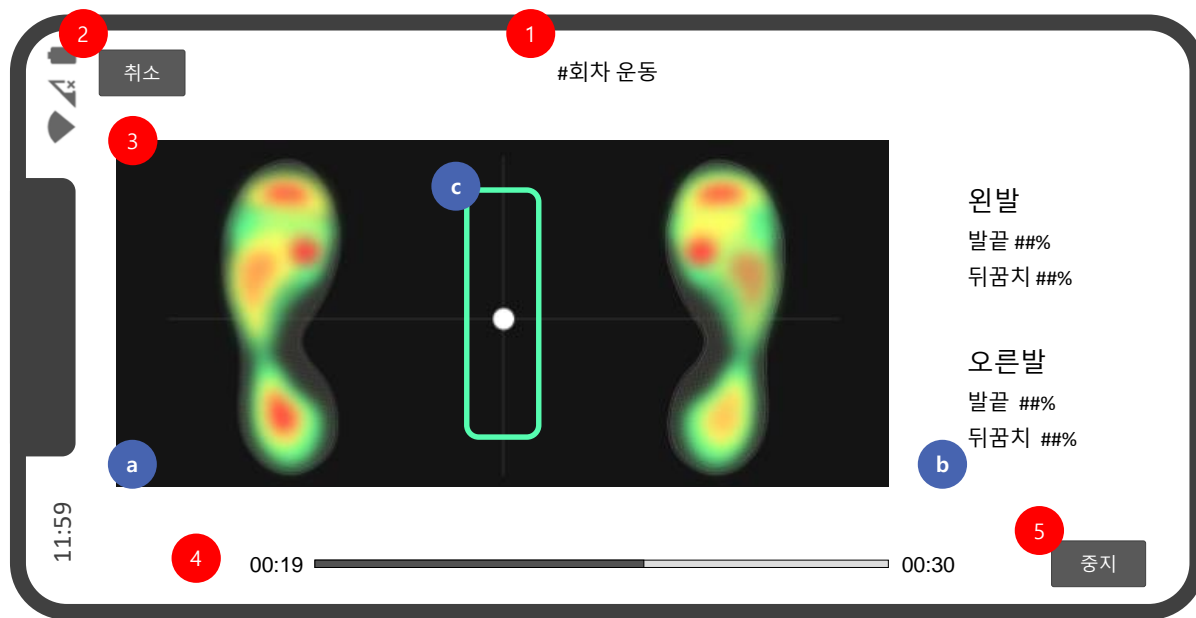 1
2
취소
#회차 운동
3
c
왼발
발끝 ##%
뒤꿈치 ##%
오른발
발끝 ##%
뒤꿈치 ##%
a
b
11:59
4
00:19
00:30
5
중지